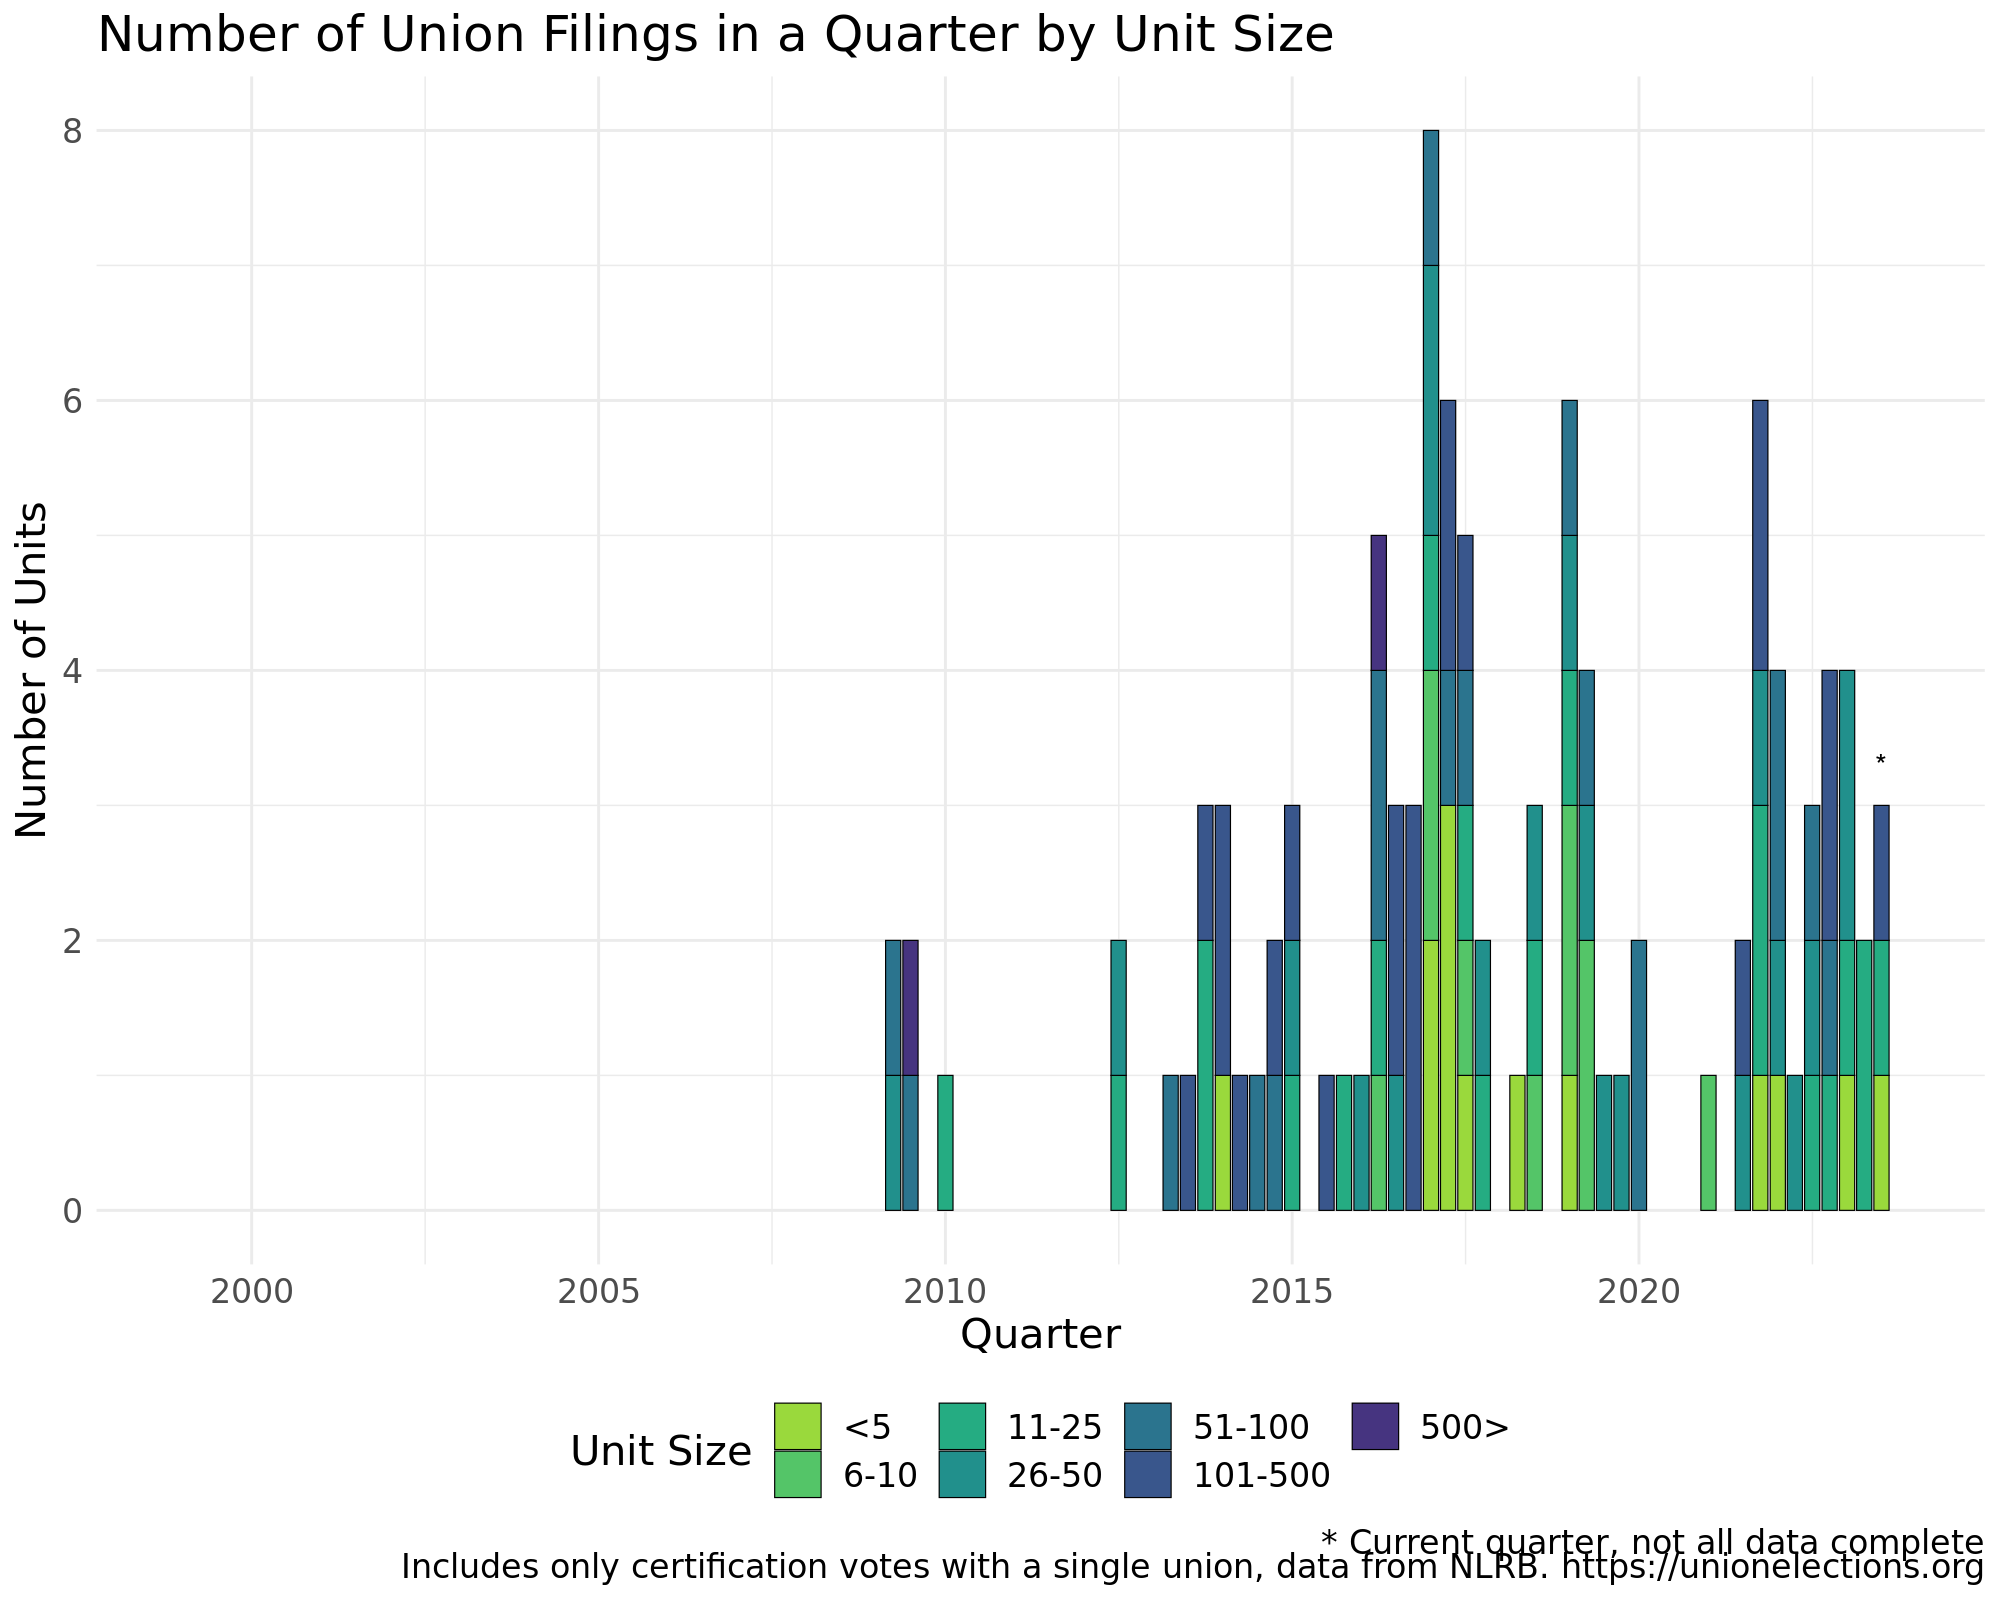 Number of Union Filings in a Quarter by Unit Size
Number of Units
8
6
4
2
0
*
2000 2005 2010 2015 2020
Quarter
Unit Size
<5 11-25 51-100 500>
6-10 26-50 101-500
* Current quarter, not all data complete
Includes only certification votes with a single union, data from NLRB. https://unionelections.org